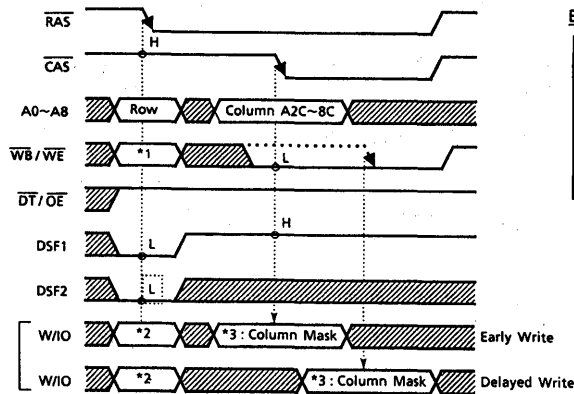 RAS
H
CAS
A0~A8 Row Column A2C~8C
WB / WE *1 L
DT / OE
H
DSF1 L
DSF2 L
W/IO *2 *3 : Column Mask Early Write
W/IO *2 *3 : Column Mask Delayed Write